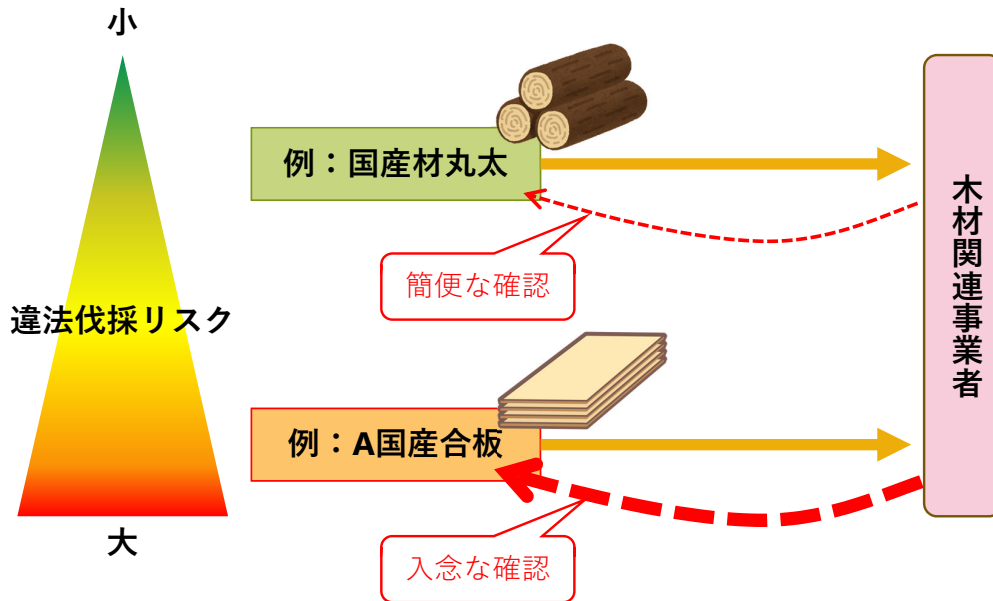 小
例：国産材丸太
簡便な確認
違法伐採リスク
木材関連事業者
例：A国産合板
大
入念な確認